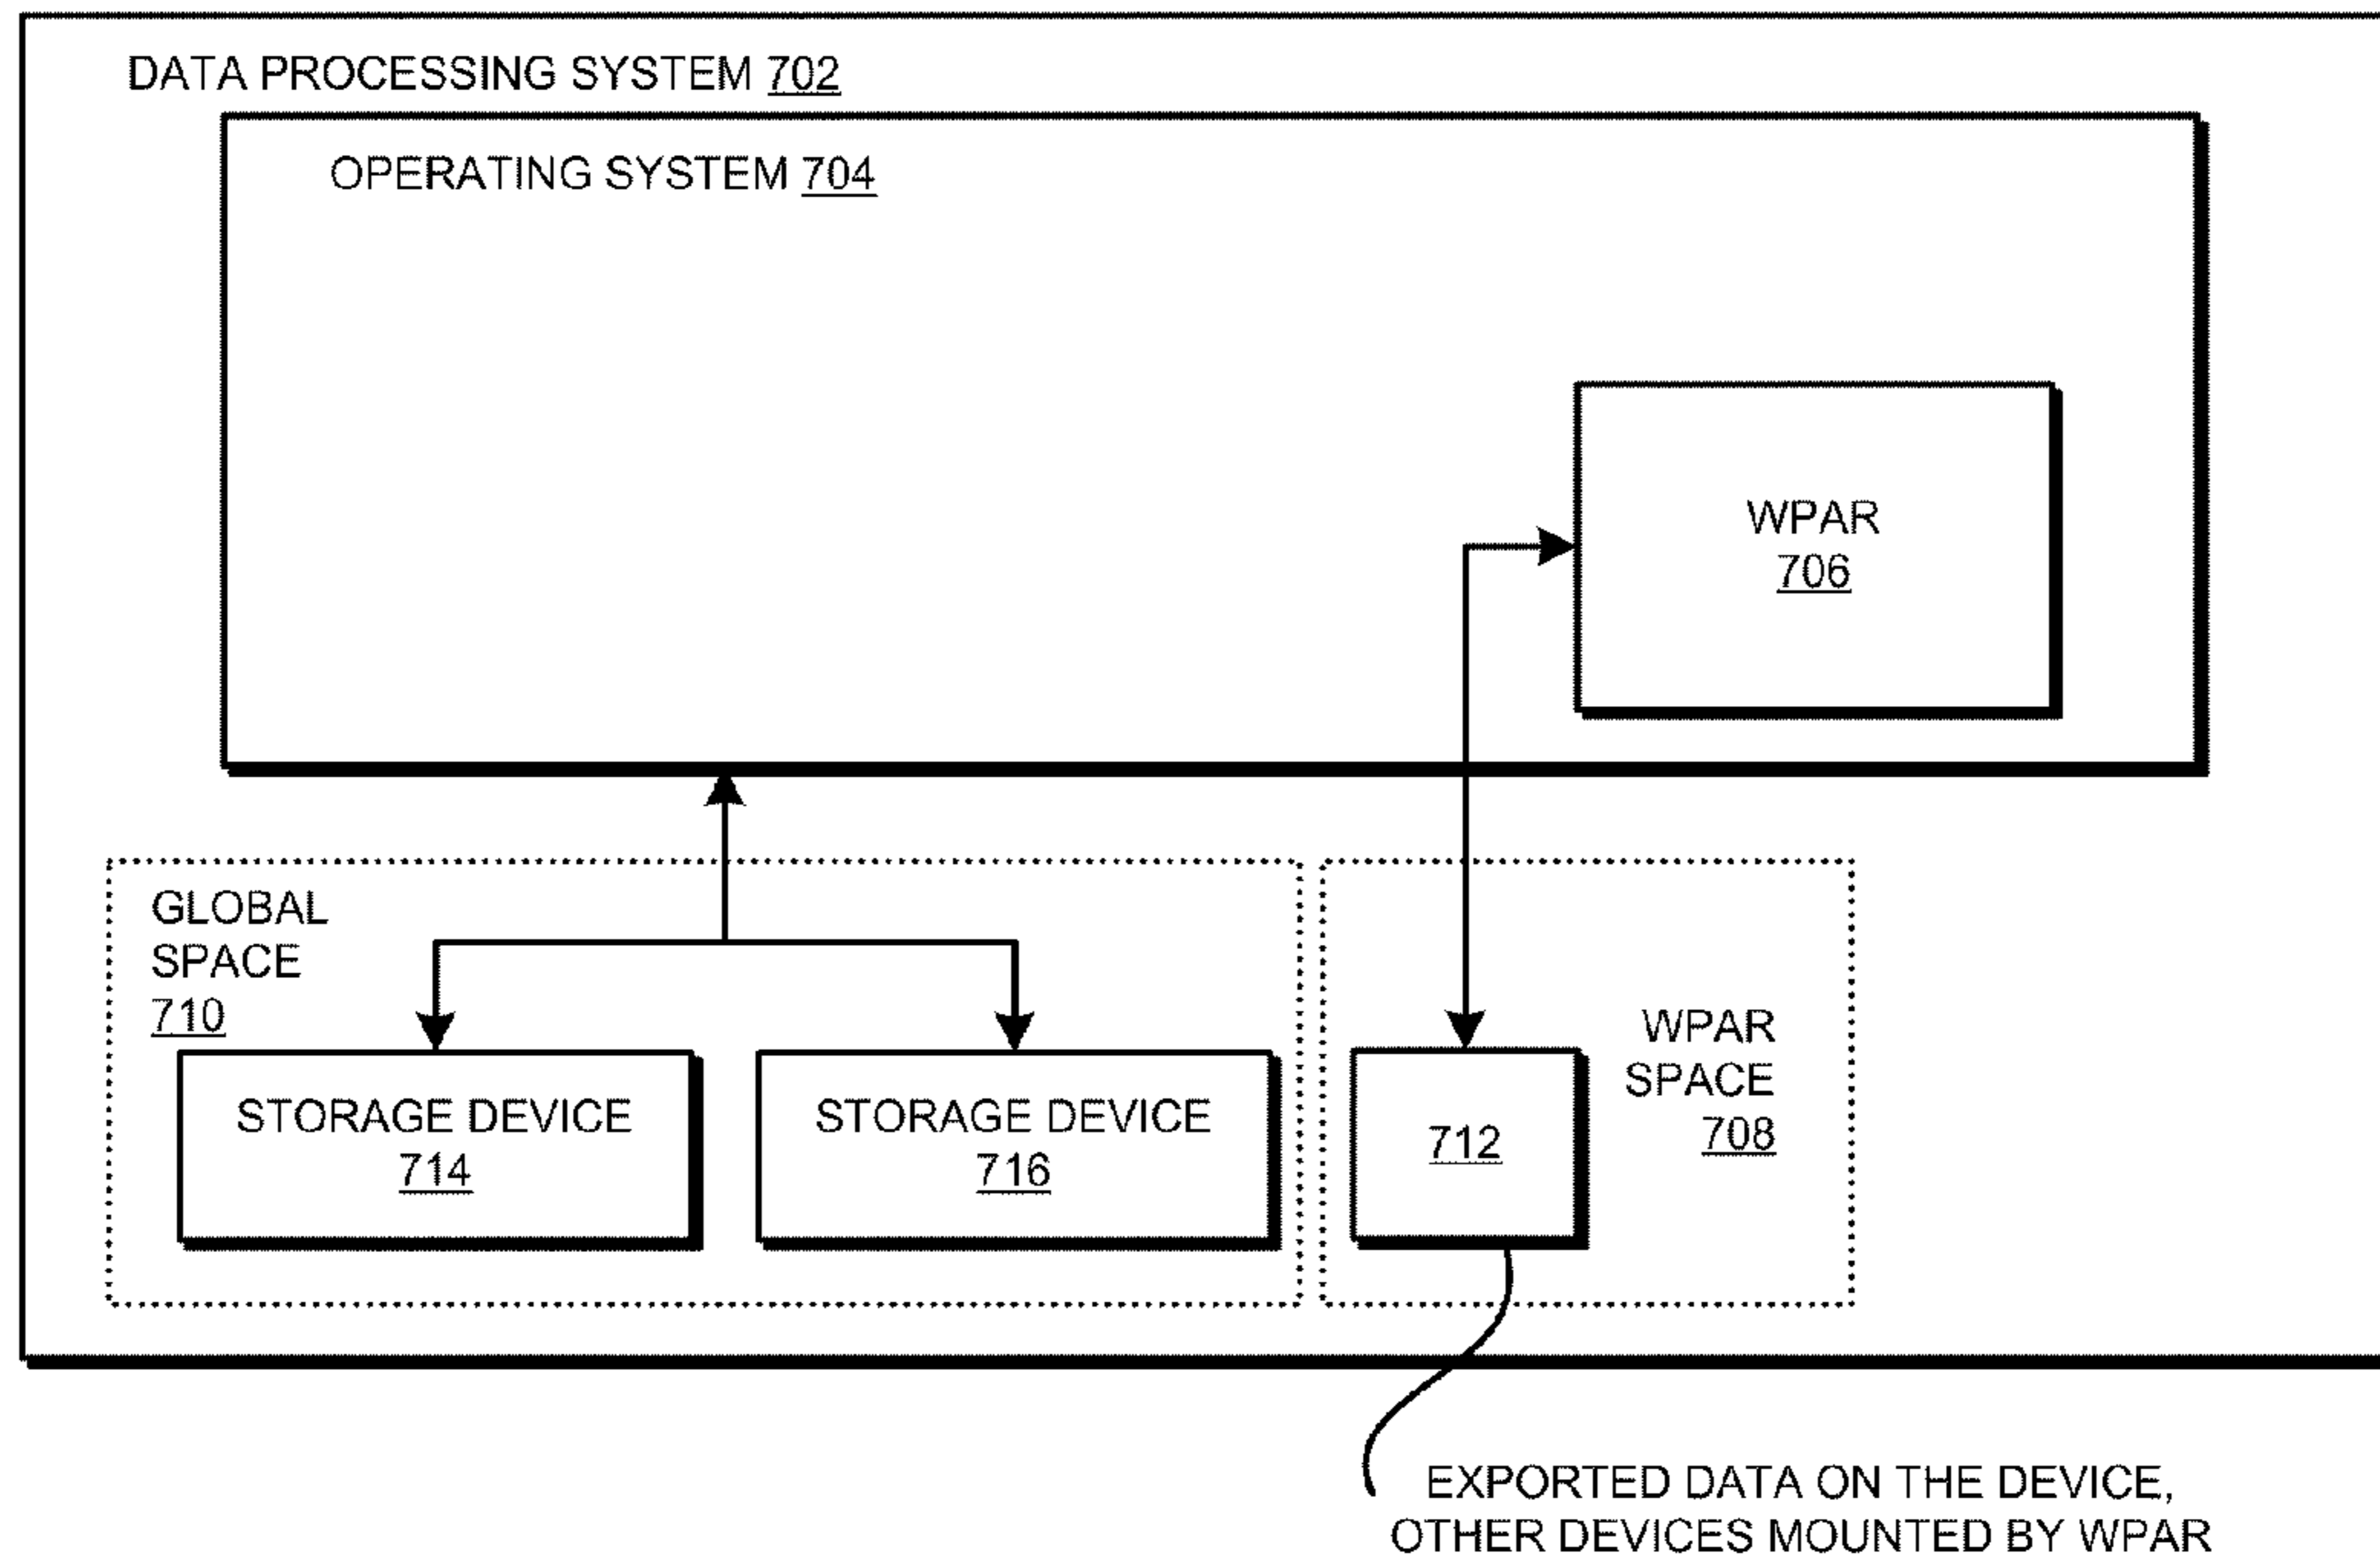 DATA PROCESSING SYSTEM 702
OPERATING SYSTEM 704
WPAR
706
GLOBAL
SPACE
710
STORAGE DEVICE
714
STORAGE DEVICE
716
712
WPAR
SPACE
708
EXPORTED DATA ON THE DEVICE,
OTHER DEVICES MOUNTED BY WPAR